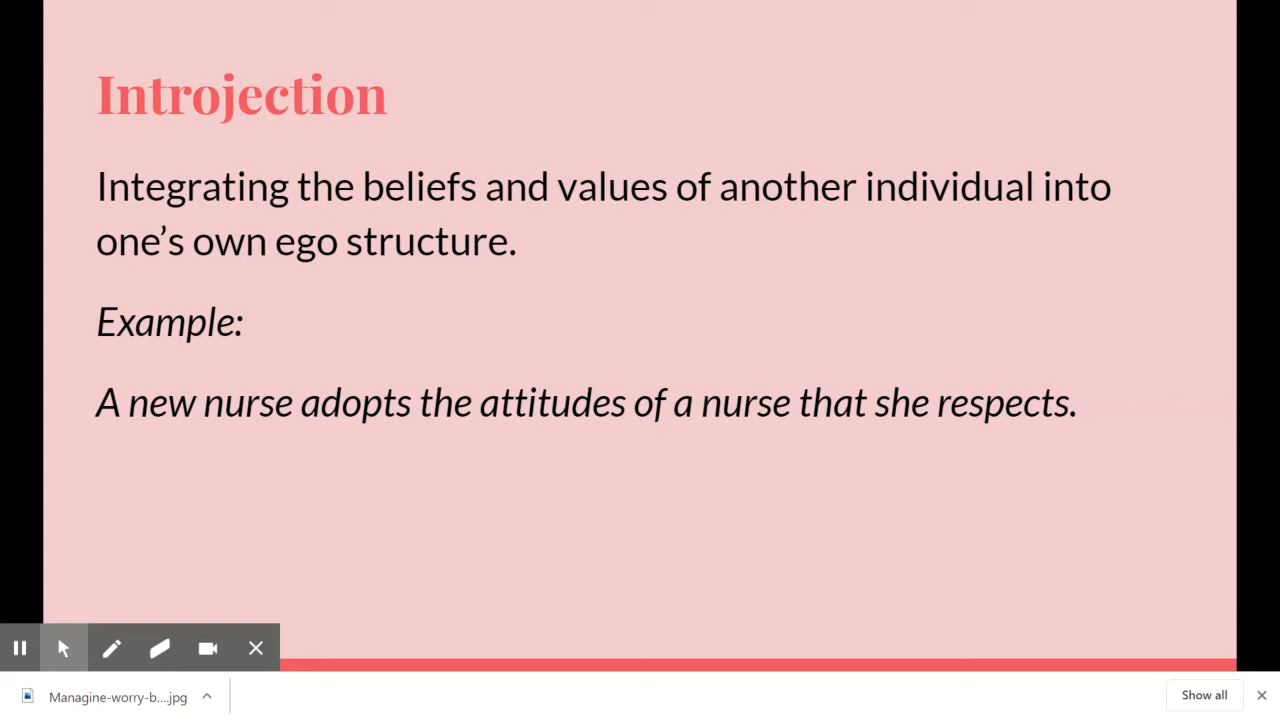 Introjection
Integrating the beliefs and values of another individual into
one’s own ego structure.
Example:
A new nurse adopts the attitudes of a nurse that she respects.
Managine-worry-b....jpg
Show all